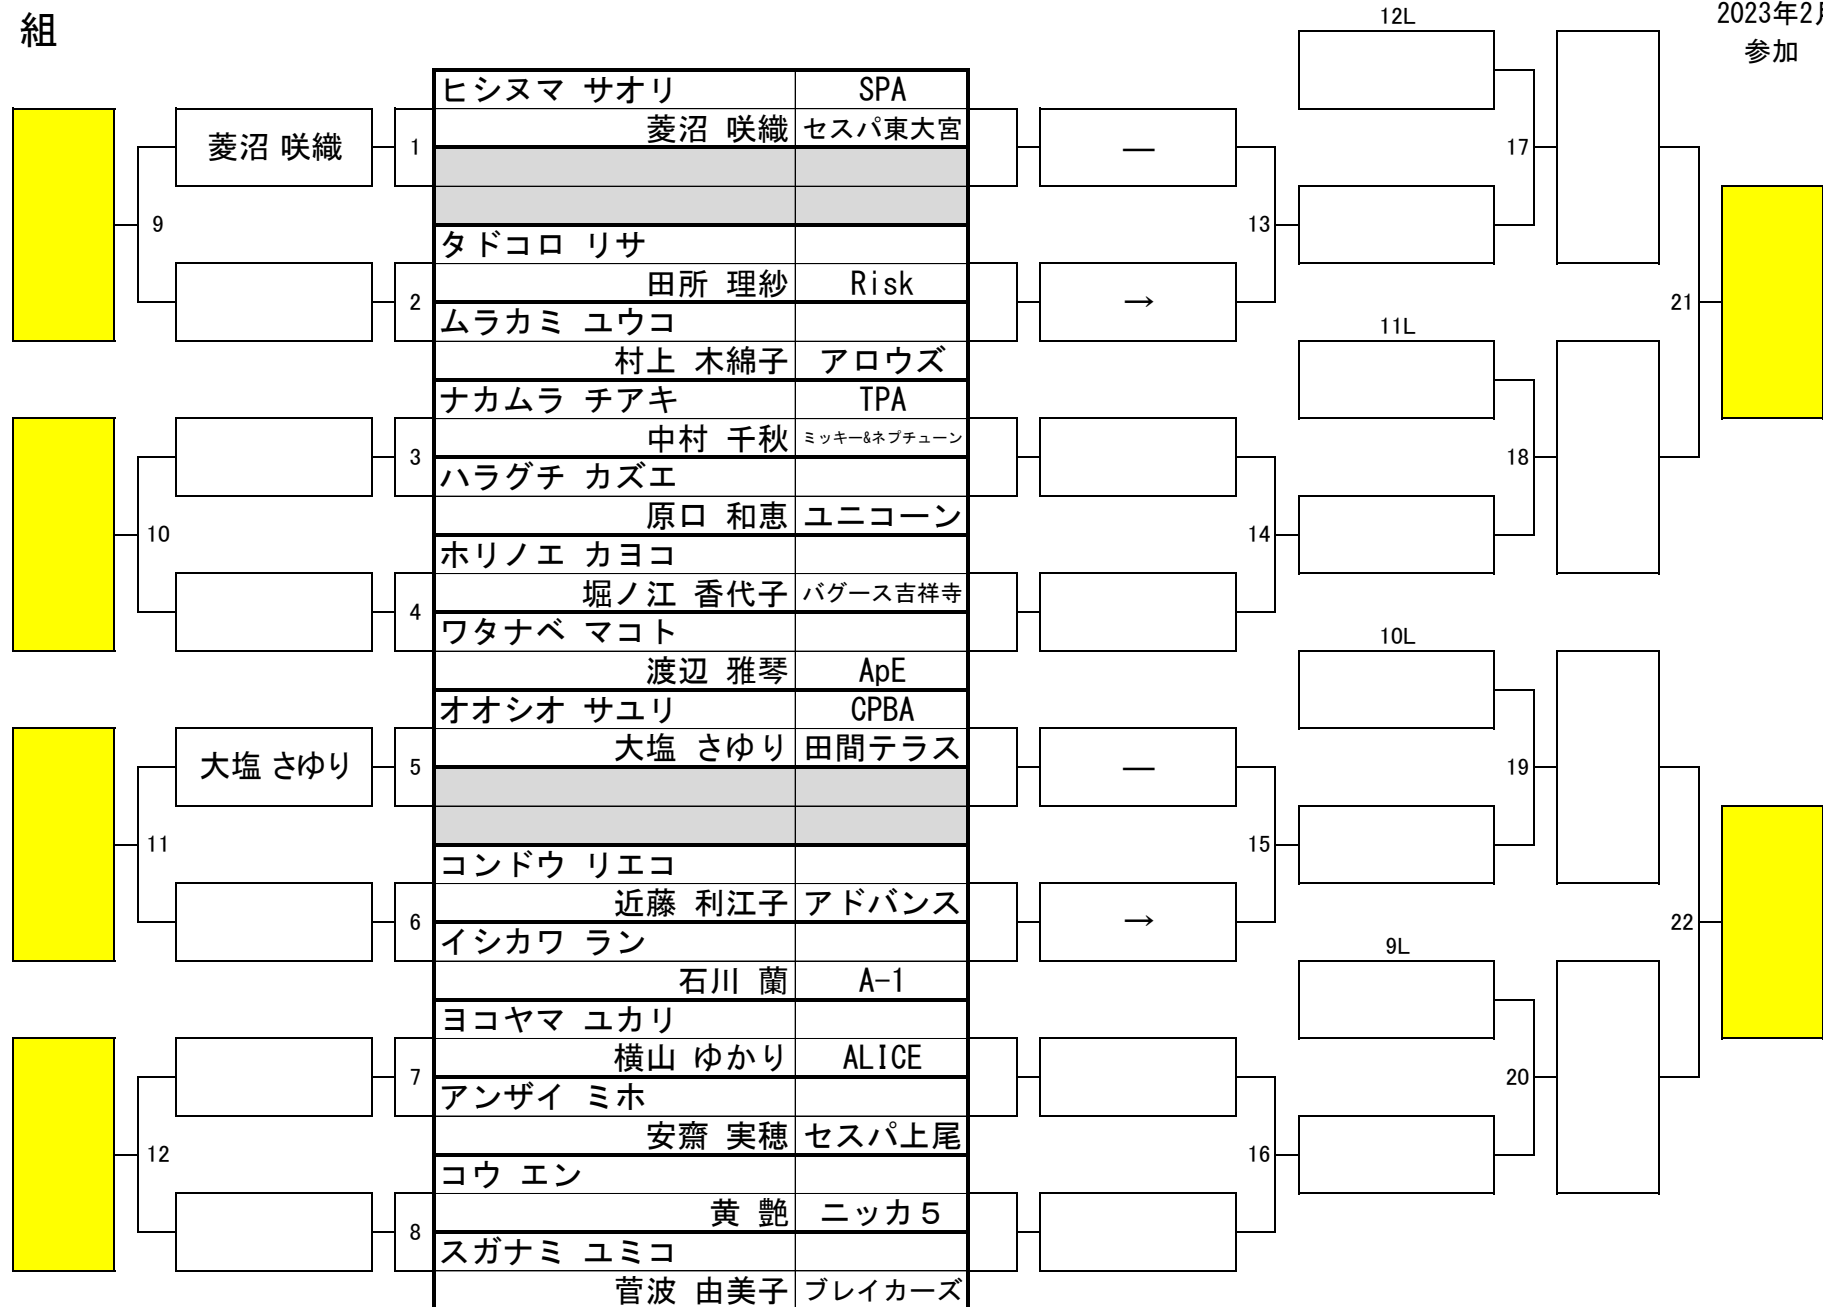 組
2023年2月
参加
12L
ヒシヌマ サオリ SPA
菱沼 咲織 セスパ東大宮
菱沼 咲織 1 — 17
9 13
タドコロ リサ
田所 理紗 Risk
2 → 21
ムラカミ ユウコ 11L
村上 木綿子 アロウズ
ナカムラ チアキ TPA
中村 千秋 ミッキー&ネプチューン
3 18
ハラグチ カズエ
原口 和恵 ユニコーン
10 14
ホリノエ カヨコ
堀ノ江 香代子 バグース吉祥寺
4
ワタナベ マコト 10L
渡辺 雅琴 ApE
オオシオ サユリ CPBA
大塩 さゆり 田間テラス
大塩 さゆり 5 — 19
11 15
コンドウ リエコ
近藤 利江子 アドバンス
6 → 22
イシカワ ラン 9L
石川 蘭 A-1
ヨコヤマ ユカリ
横山 ゆかり ALICE
7 20
アンザイ ミホ
安齋 実穂 セスパ上尾
12 16
コウ エン
黄 艶 ニッカ5
8
スガナミ ユミコ
菅波 由美子 ブレイカーズ